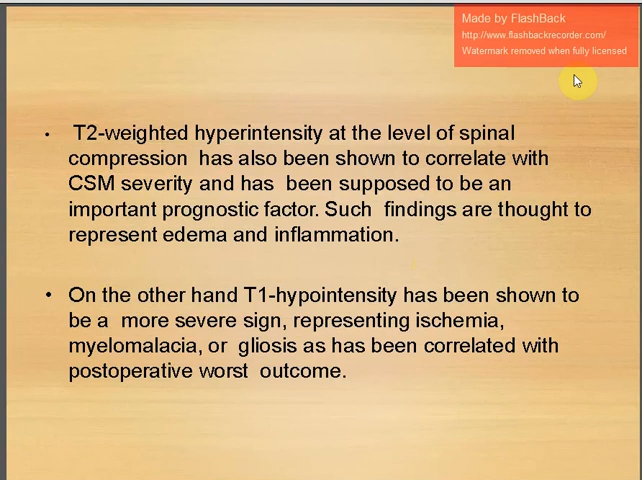 Made by FlashBack
http://www.flashbackrecorder.com/
Watermark removed when fully licensed
• T2-weighted hyperintensity at the level of spinal
compression has also been shown to correlate with
CSM severity and has been supposed to be an
important prognostic factor. Such findings are thought to
represent edema and inflammation.
• On the other hand T1-hypointensity has been shown to
be a more severe sign, representing ischemia,
myelomalacia, or gliosis as has been correlated with
postoperative worst outcome.